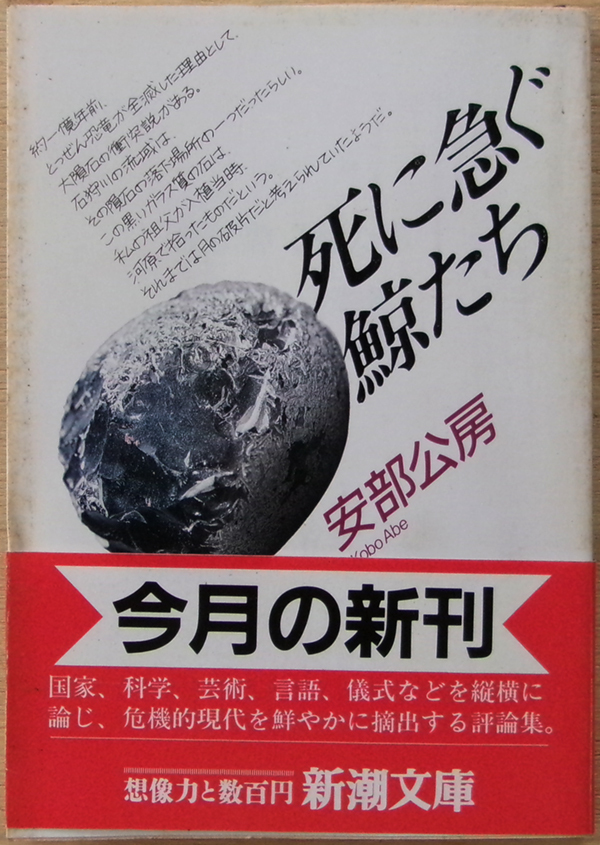 約一億年前、
とつぜん恐竜が全滅した理由として、
大隕石の衝突説がある。
石狩川の流域は、
その隕石の落ちた場所の一つだったらしい。
この黒いガラス質の石は、
私の祖父が入植当時、
河原で拾ったものだという。
それまでは月の破片だと考えられしていたようだ。
死に急ぐ
鯨たち
安部公房
Kobo Abe
今月の新刊
国家、科学、芸術、言語、儀式などを縦横に
論じ、危機的現代を鮮やかに摘出する評論集。
想像力と数百円 新潮文庫